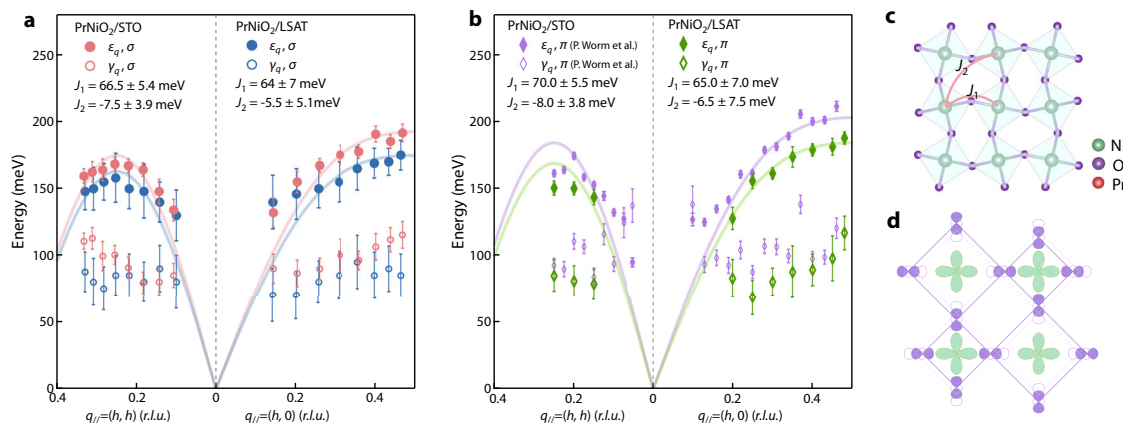 a
PrNiO₂/STO
εq, σ
γq, σ
J₁ = 66.5 ± 5.4 meV
J₂ = -7.5 ± 3.9 meV
PrNiO₂/LSAT
εq, σ
γq, σ
J₁ = 64 ± 7 meV
J₂ = -5.5 ± 5.1 meV
Energy (meV)
250
200
150
100
50
0
0.4 0.2 0 0.2 0.4
q//=(h, h) (r.l.u.) q//=(h, 0) (r.l.u.)
b
PrNiO₂/STO
εq, π (P. Worm et al.)
γq, π (P. Worm et al.)
J₁ = 70.0 ± 5.5 meV
J₂ = -8.0 ± 3.8 meV
PrNiO₂/LSAT
εq, π
γq, π
J₁ = 65.0 ± 7.0 meV
J₂ = -6.5 ± 7.5 meV
Energy (meV)
250
200
150
100
50
0
0.4 0.2 0 0.2 0.4
q//=(h, h) (r.l.u.) q//=(h, 0) (r.l.u.)
c
J₂
J₁
O
Pr
d